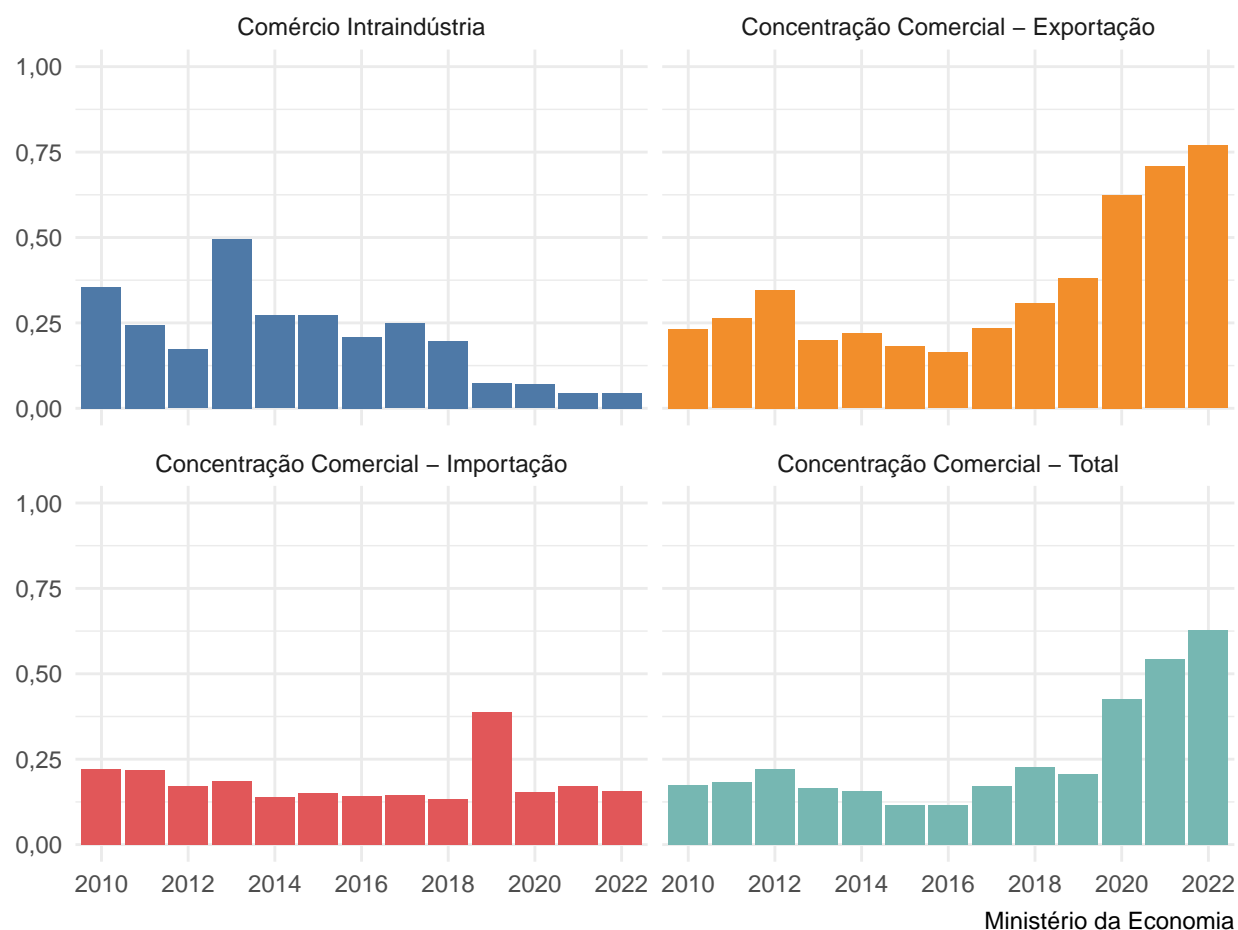 Comércio Intraindústria
Concentração Comercial – Exportação
1,00
0,75
0,50
0,25
0,00
Concentração Comercial – Importação
Concentração Comercial – Total
1,00
0,75
0,50
0,25
0,00
2010 2012 2014 2016 2018 2020 2022
2010 2012 2014 2016 2018 2020 2022
Ministério da Economia